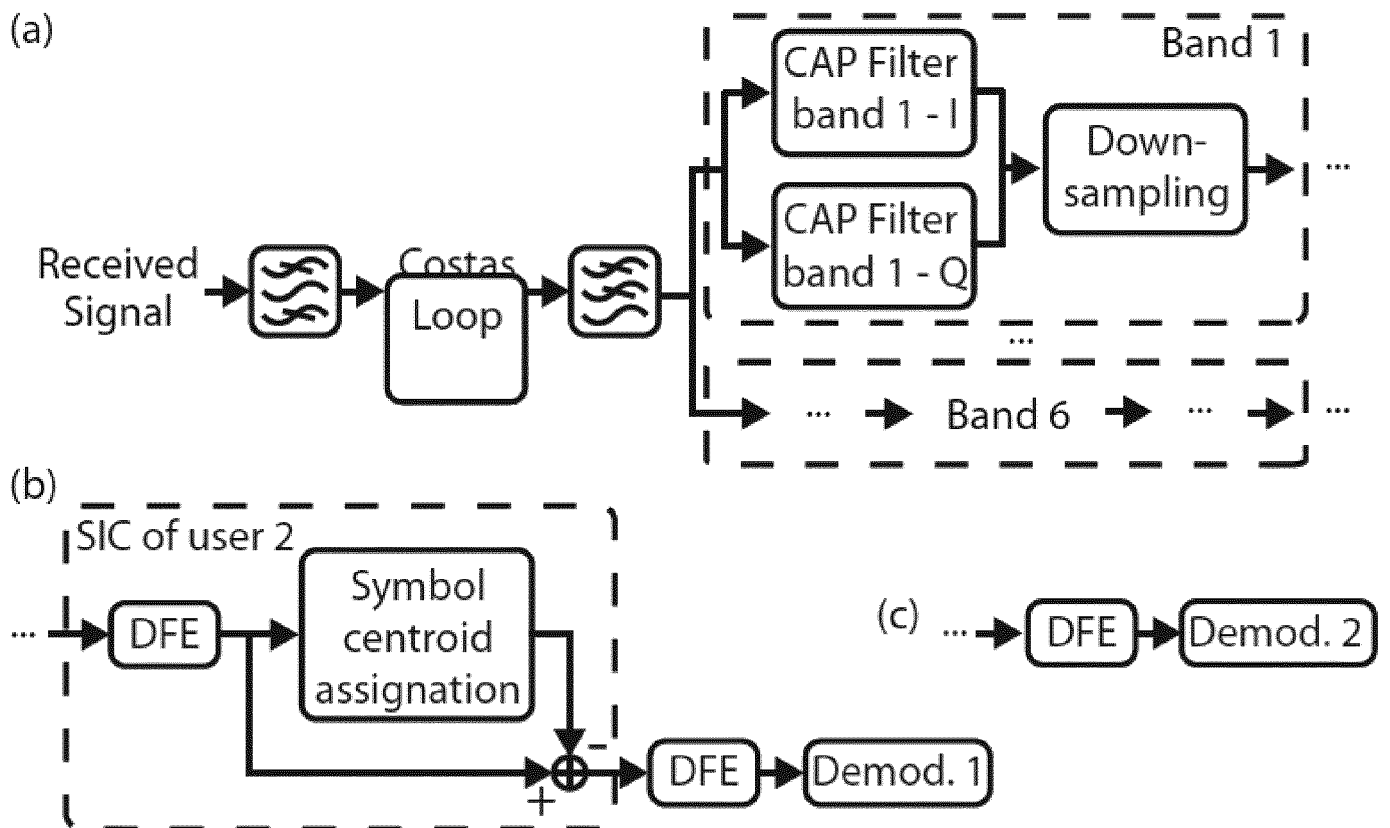 (a)
Band 1
CAP Filter
band 1 - I
Down-
sampling
...
CAP Filter
band 1 - Q
Received
Signal
Costas
Loop
...
...
Band 6
...
...
(b)
SIC of user 2
Symbol
centroid
assignation
...
DFE
-
+
DFE
Demod. 1
(c)
...
DFE
Demod. 2